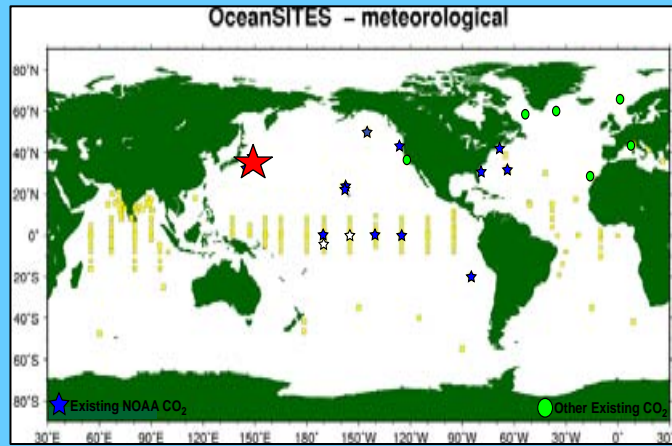 OceanSITES – meteorological
80°N
60°N
40°N
20°N
0°
20°S
40°S
60°S
80°S
Existing NOAA CO₂
Other Existing CO₂
30°E 60°E 90°E 120°E 150°E 180°W 150°W 120°W 90°W 60°W 30°W 0° 30°E